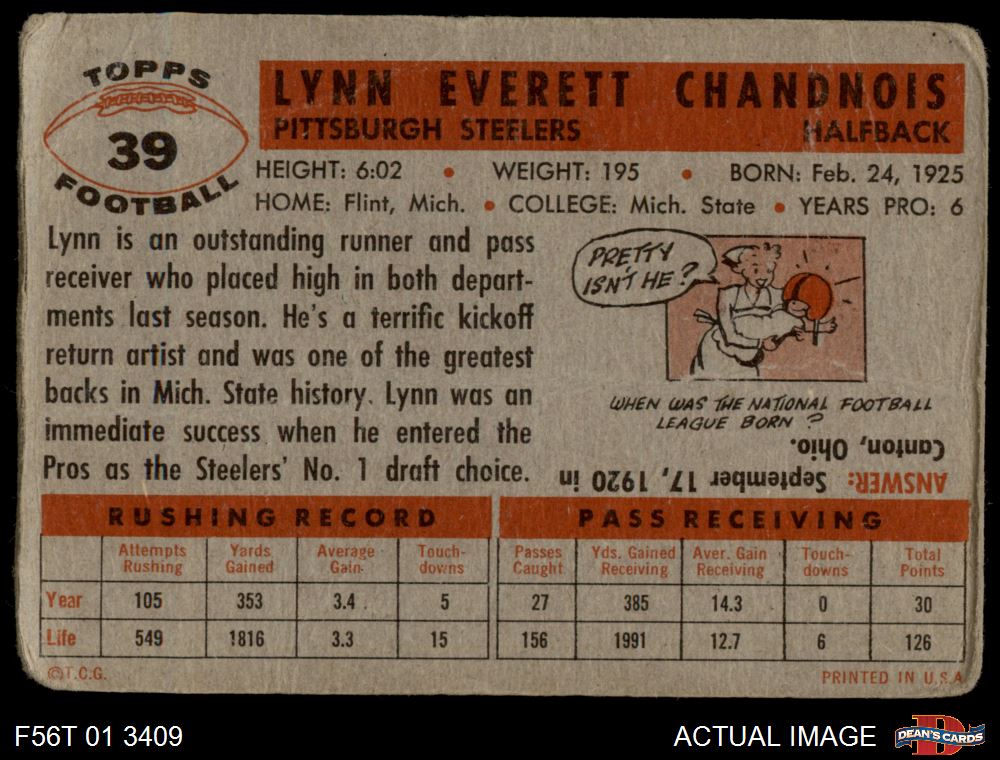 TOPPS
39
FOOTBALL
LYNN EVERETT CHANDNOIS
PITTSBURGH STEELERS HALFBACK
HEIGHT: 6:02 • WEIGHT: 195 • BORN: Feb. 24, 1925
HOME: Flint, Mich. • COLLEGE: Mich. State • YEARS PRO: 6
Lynn is an outstanding runner and pass
receiver who placed high in both depart-
ments last season. He's a terrific kickoff
return artist and was one of the greatest
backs in Mich. State history. Lynn was an
immediate success when he entered the
Pros as the Steelers' No. 1 draft choice.
PRETTY
ISN'T HE?
WHEN WAS THE NATIONAL FOOTBALL
LEAGUE BORN?
ANSWER: September 17, 1920 in
Canton, Ohio.
RUSHING RECORD PASS RECEIVING
Attempts Rushing Yards Gained Average Gain Touch-downs Passes Caught Yds. Gained Receiving Aver. Gain Receiving Touch-downs Total Points
Year 105 353 3.4 5 27 385 14.3 0 30
Life 549 1816 3.3 15 156 1991 12.7 6 126
©T.C.G. PRINTED IN U.S.A
F56T 01 3409 ACTUAL IMAGE DEAN'S CARDS